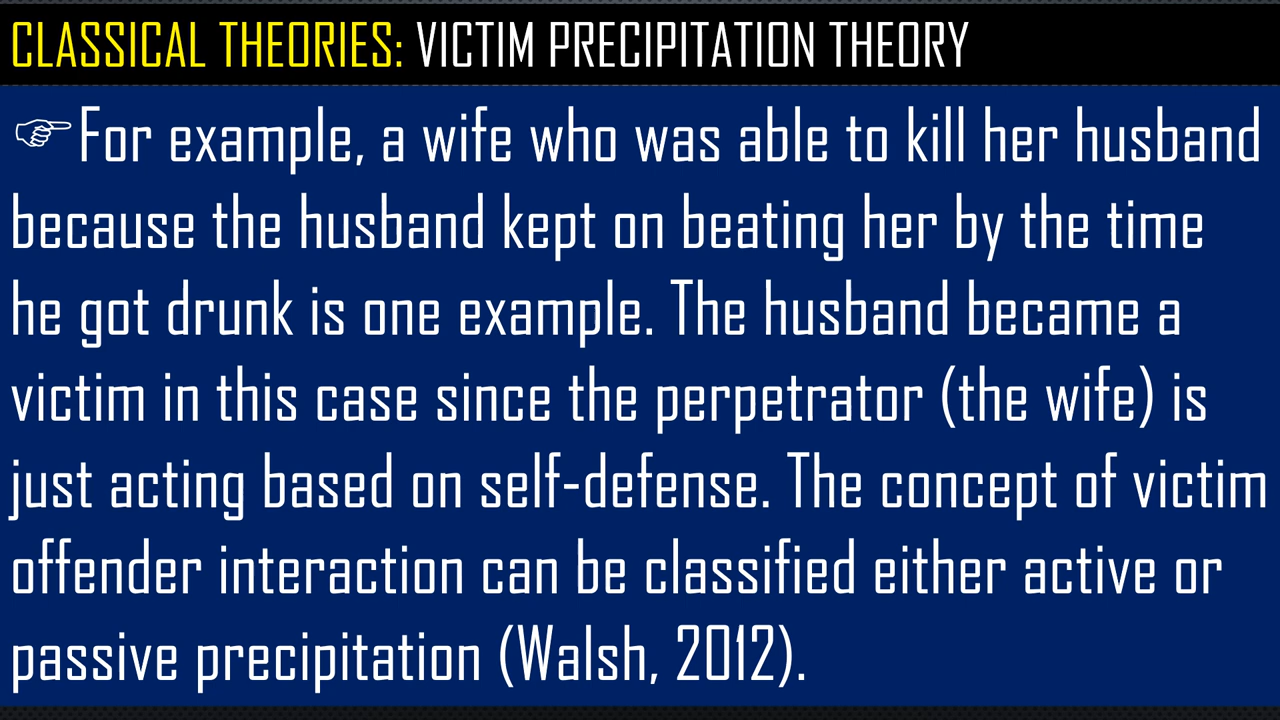 CLASSICAL THEORIES: VICTIM PRECIPITATION THEORY
☞For example, a wife who was able to kill her husband
because the husband kept on beating her by the time
he got drunk is one example. The husband became a
victim in this case since the perpetrator (the wife) is
just acting based on self-defense. The concept of victim
offender interaction can be classified either active or
passive precipitation (Walsh, 2012).